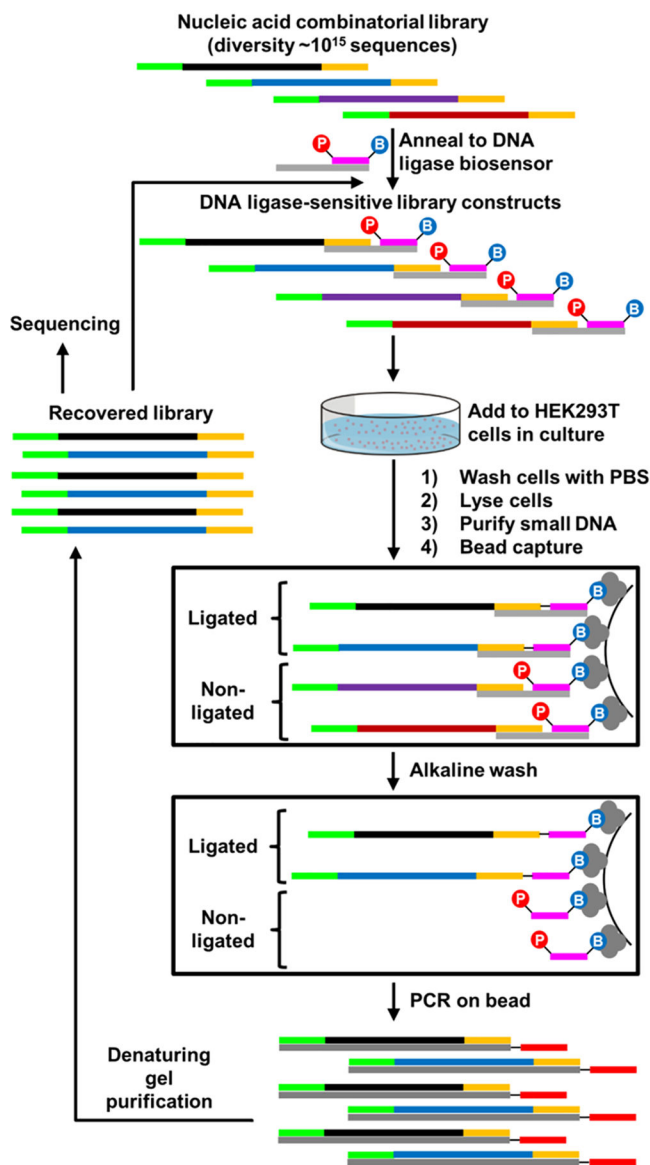 Nucleic acid combinatorial library
(diversity ~10¹⁵ sequences)
P
B
Anneal to DNA
ligase biosensor
DNA ligase-sensitive library constructs
P
B
P
B
P
B
P
B
Sequencing
Recovered library
Add to HEK293T
cells in culture
1) Wash cells with PBS
2) Lyse cells
3) Purify small DNA
4) Bead capture
Ligated
B
B
Non-
ligated
P
B
P
B
Alkaline wash
Ligated
B
B
Non-
ligated
P
B
P
B
PCR on bead
Denaturing
gel
purification